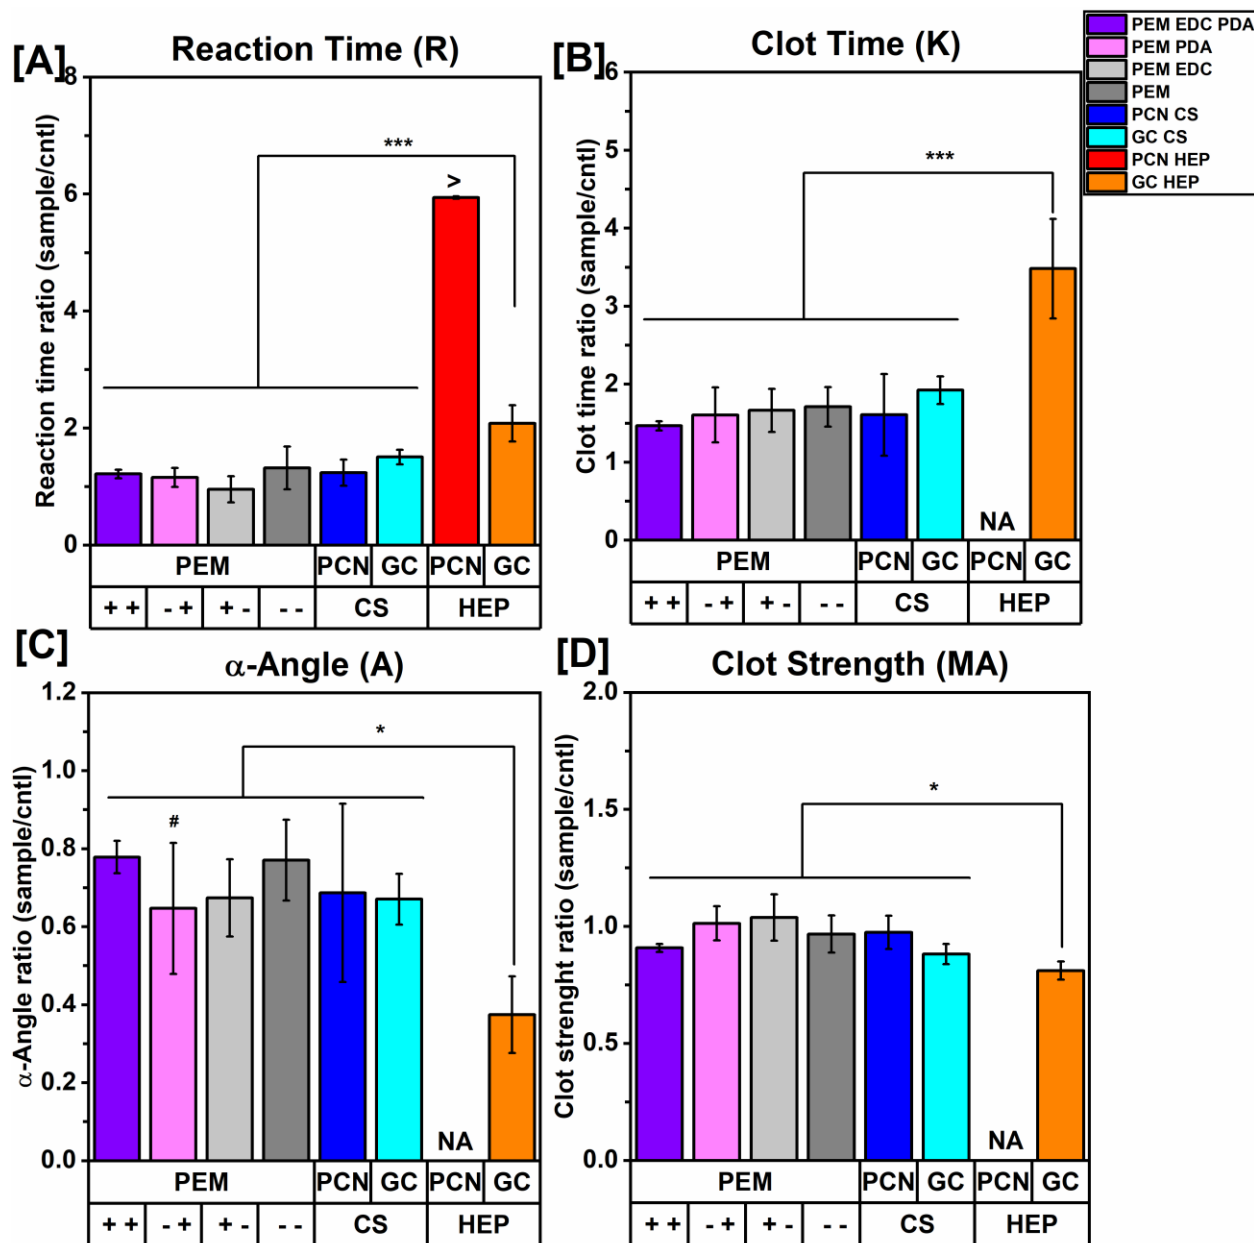 [A] Reaction Time (R)
Reaction time ratio (sample/cntl)
8
6
4
2
0
***
>
PEM PCN GC PCN GC
+ + - + + - - - CS HEP
[B] Clot Time (K)
Clot time ratio (sample/cntl)
6
5
4
3
2
1
0
***
NA
PEM PCN GC PCN GC
+ + - + + - - - CS HEP
PEM EDC PDA
PEM PDA
PEM EDC
PEM
PCN CS
GC CS
PCN HEP
GC HEP
[C] α-Angle (A)
α-Angle ratio (sample/cntl)
1.2
1.0
0.8
0.6
0.4
0.2
0.0
*
#
NA
PEM PCN GC PCN GC
+ + - + + - - - CS HEP
[D] Clot Strength (MA)
Clot strenght ratio (sample/cntl)
2.0
1.5
1.0
0.5
0.0
*
NA
PEM PCN GC PCN GC
+ + - + + - - - CS HEP